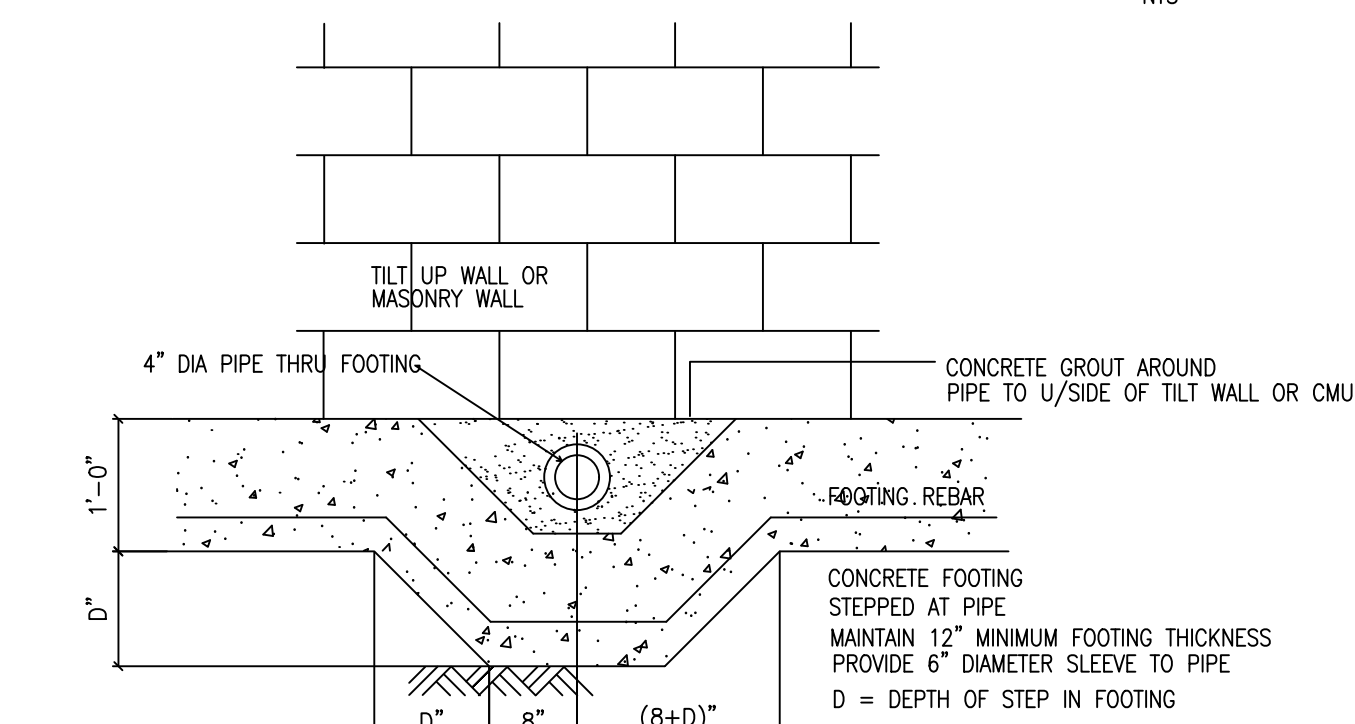 NTS
TILT UP WALL OR
MASONRY WALL
4” DIA PIPE THRU FOOTING
CONCRETE GROUT AROUND
PIPE TO U/SIDE OF TILT WALL OR CMU
1'-0”
FOOTING REBAR
D”
CONCRETE FOOTING
STEPPED AT PIPE
MAINTAIN 12” MINIMUM FOOTING THICKNESS
PROVIDE 6” DIAMETER SLEEVE TO PIPE
D = DEPTH OF STEP IN FOOTING
D” 8” (8+D)”